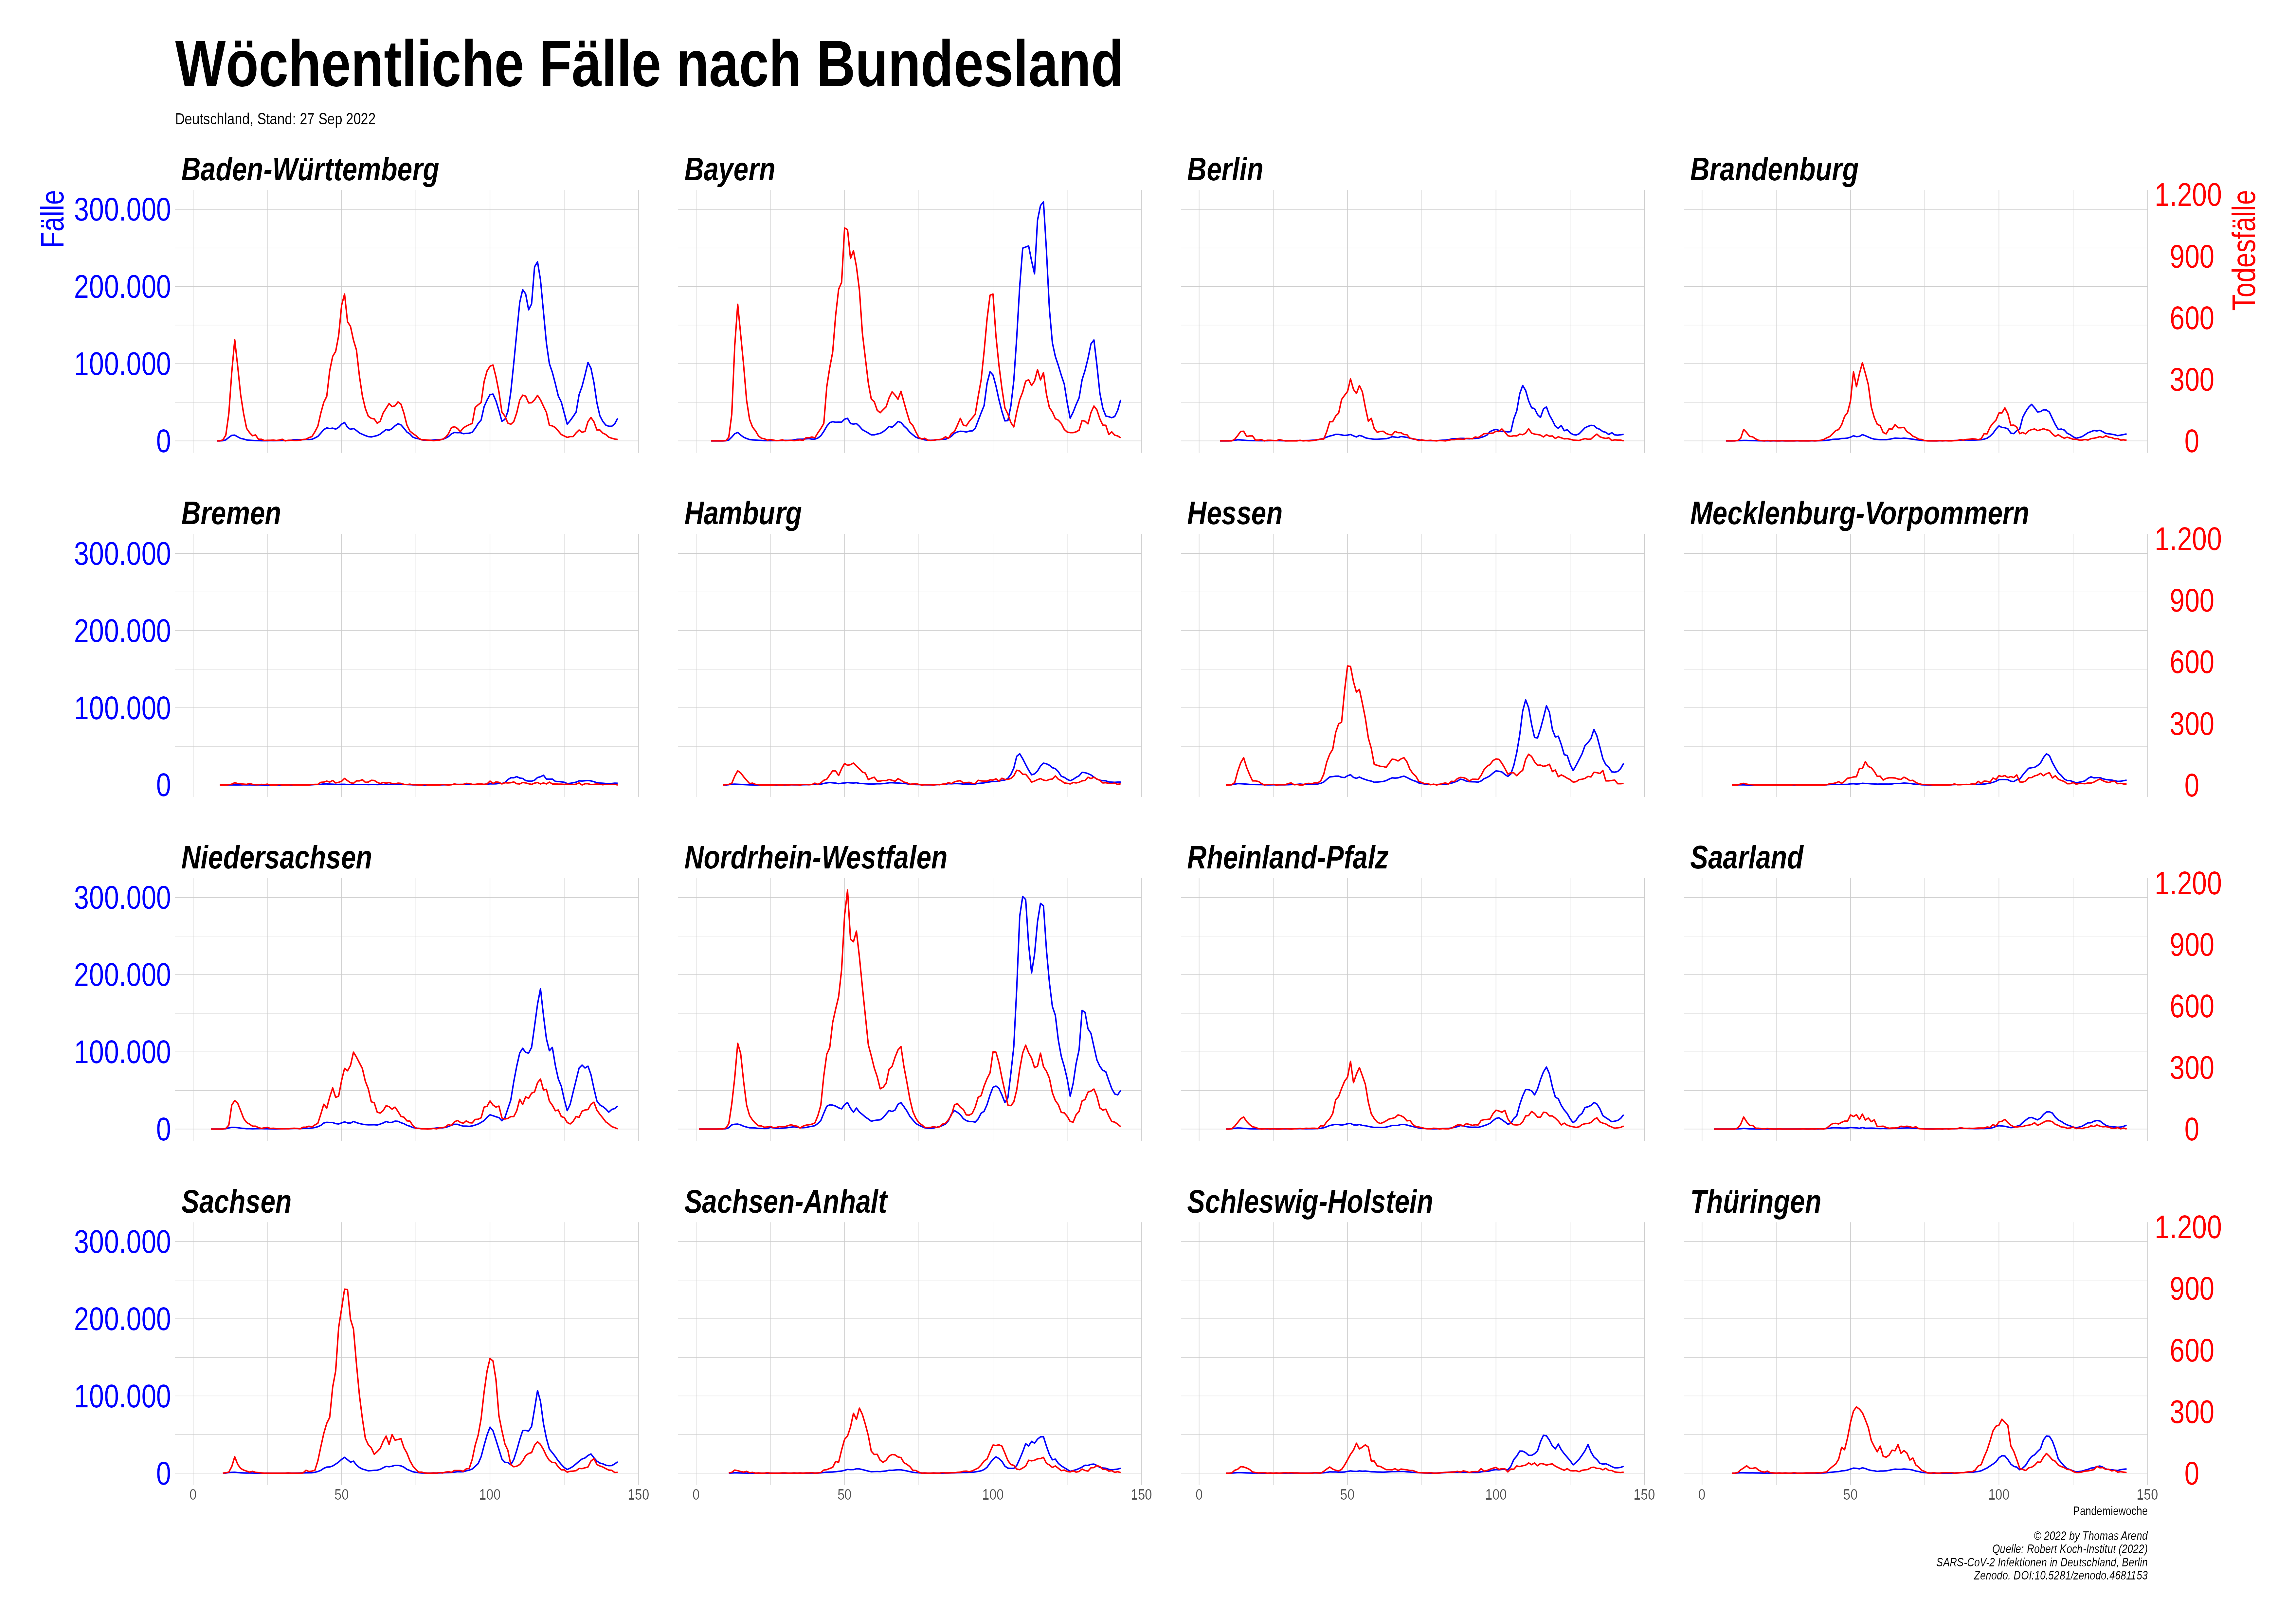 Wöchentliche Fälle nach Bundesland
Deutschland, Stand: 27 Sep 2022
Baden-Württemberg
Bayern
Berlin
Brandenburg
Fälle
300.000
200.000
100.000
0
1.200
900
600
300
0
Todesfälle
Bremen
Hamburg
Hessen
Mecklenburg-Vorpommern
300.000
200.000
100.000
0
1.200
900
600
300
0
Niedersachsen
Nordrhein-Westfalen
Rheinland-Pfalz
Saarland
300.000
200.000
100.000
0
1.200
900
600
300
0
Sachsen
Sachsen-Anhalt
Schleswig-Holstein
Thüringen
300.000
200.000
100.000
0
1.200
900
600
300
0
0 50 100 150
0 50 100 150
0 50 100 150
0 50 100 150
Pandemiewoche
© 2022 by Thomas Arend
Quelle: Robert Koch-Institut (2022)
SARS-CoV-2 Infektionen in Deutschland, Berlin
Zenodo. DOI:10.5281/zenodo.4681153